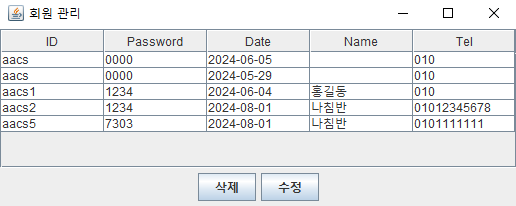 회원 관리
ID Password Date Name Tel
aacs 0000 2024-06-05 010
aacs 0000 2024-05-29 010
aacs1 1234 2024-06-04 홍길동 010
aacs2 1234 2024-08-01 나침반 01012345678
aacs5 7303 2024-08-01 나침반 0101111111
삭제 수정